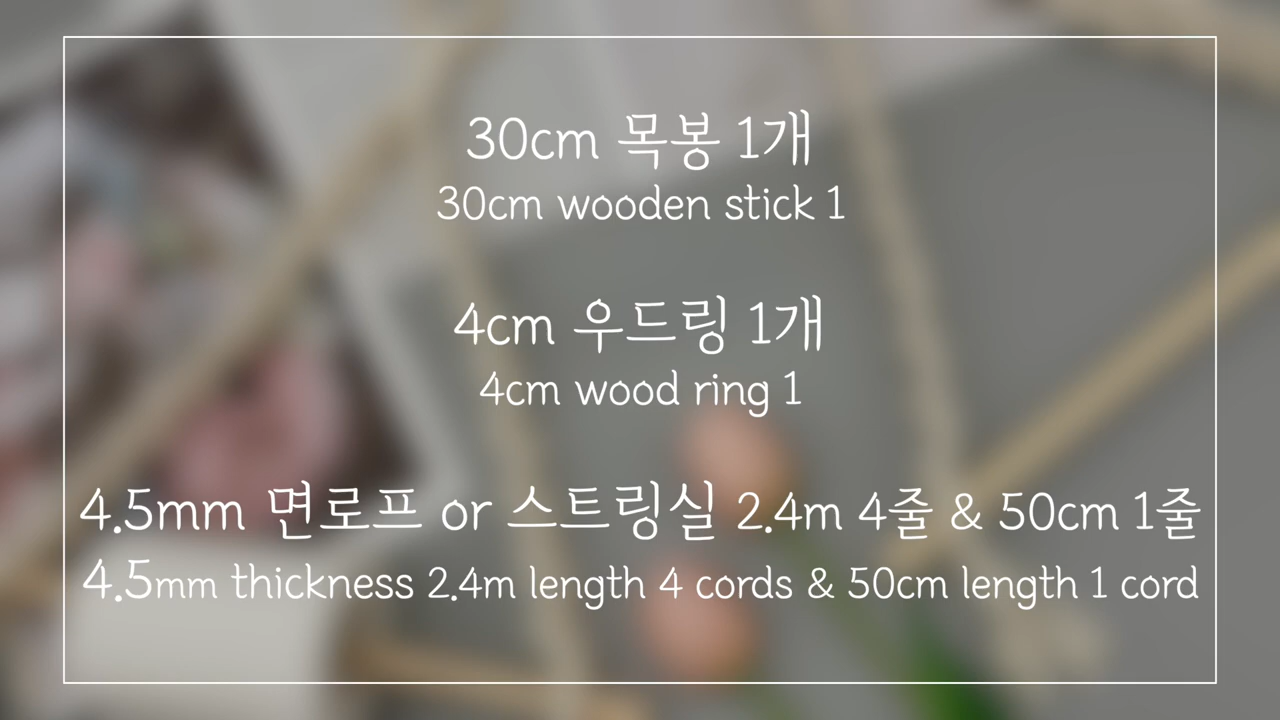 30cm 목봉 1개
30cm wooden stick 1
4cm 우드링 1개
4cm wood ring 1
4.5mm 면로프 or 스트링실 2.4m 4줄 & 50cm 1줄
4.5mm thickness 2.4m length 4 cords & 50cm length 1 cord